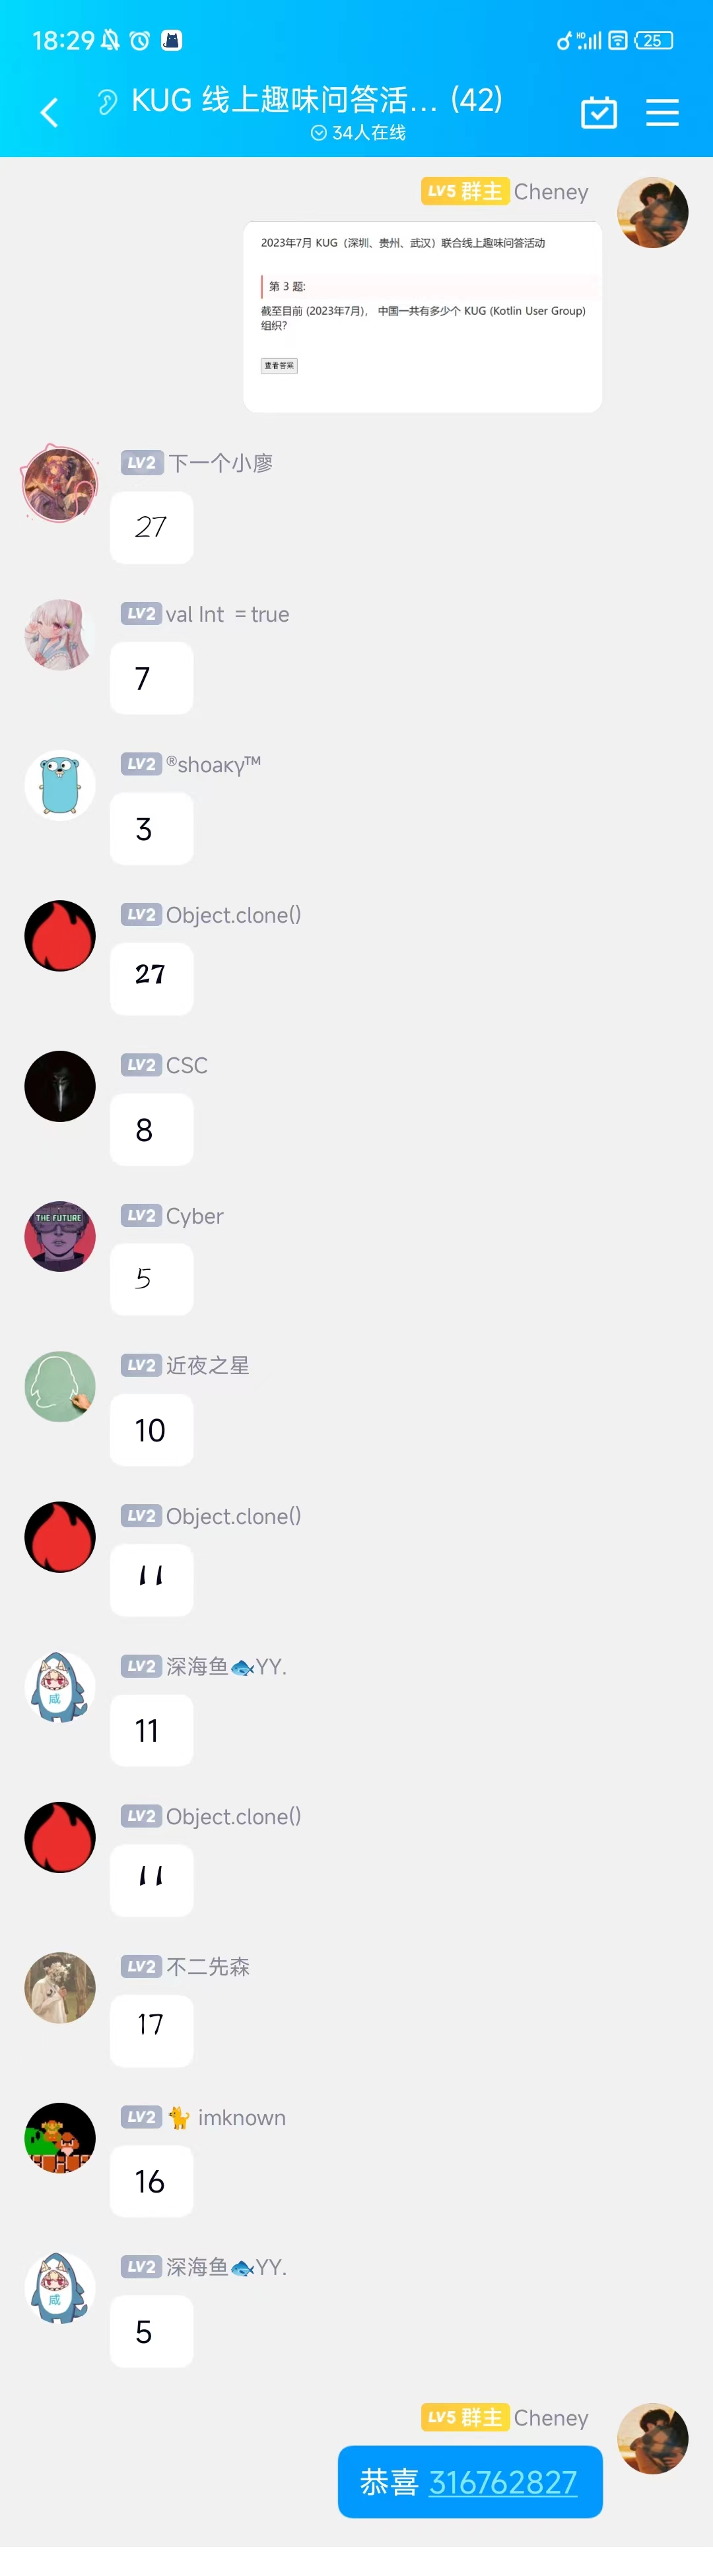 18:29
HD
25
KUG 线上趣味问答活... (42)
34人在线
LV5 群主 Cheney
2023年7月 KUG（深圳、贵州、武汉）联合线上趣味问答活动
第 3 题:
截至目前 (2023年7月)， 中国一共有多少个 KUG (Kotlin User Group)
组织?
查看答案
LV2 下一个小廖
27
LV2 val Int = true
7
LV2 ®shoaκγ™
3
LV2 Object.clone()
27
LV2 CSC
8
THE FUTURE
LV2 Cyber
5
LV2 近夜之星
10
LV2 Object.clone()
11
LV2 深海鱼🐟YY.
咸
11
LV2 Object.clone()
11
LV2 不二先森
17
LV2 🐈 imknown
16
LV2 深海鱼🐟YY.
咸
5
LV5 群主 Cheney
恭喜 316762827